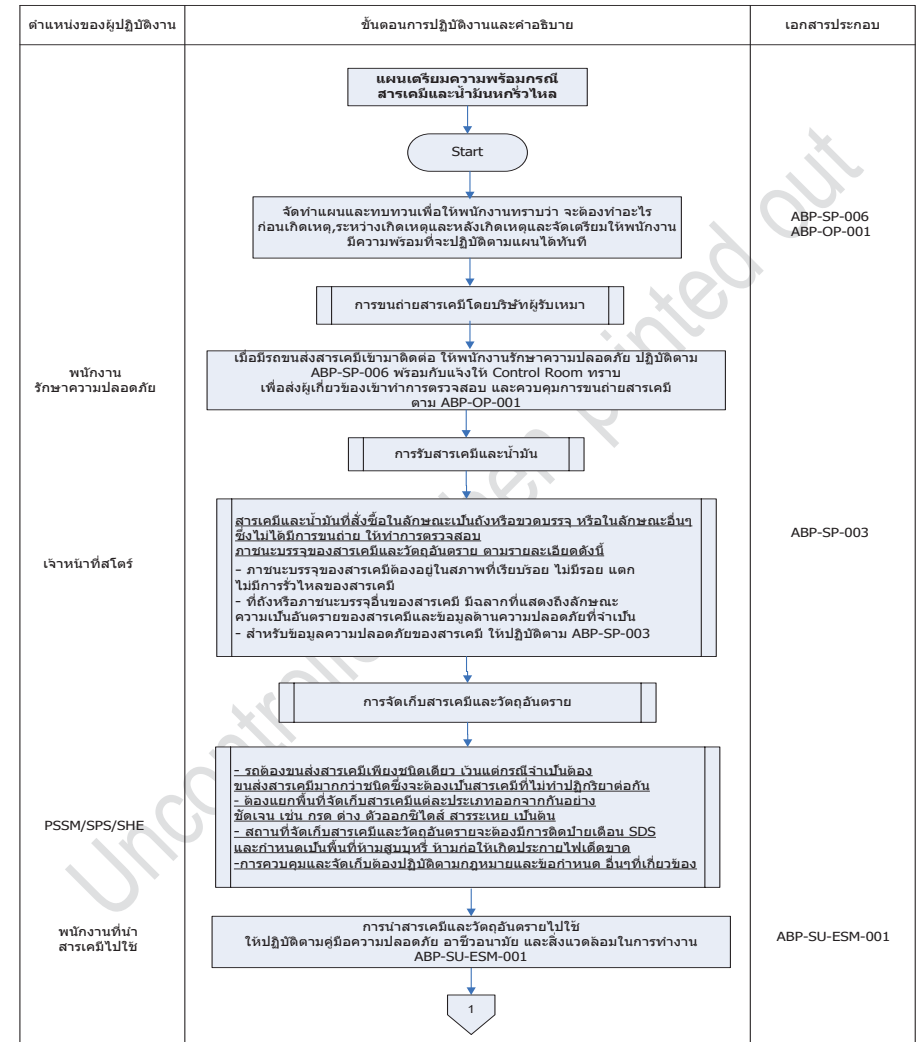 ตำแหน่งของผู้ปฏิบัติงาน
ขั้นตอนการปฏิบัติงานและคำอธิบาย
เอกสารประกอบ
แผนเตรียมความพร้อมกรณี
สารเคมีและน้ำมันหกรั่วไหล
Start
จัดทำแผนและทบทวนเพื่อให้พนักงานทราบว่า จะต้องทำอะไร
ก่อนเกิดเหตุ,ระหว่างเกิดเหตุและหลังเกิดเหตุและจัดเตรียมให้พนักงาน
มีความพร้อมที่จะปฏิบัติตามแผนได้ทันที
ABP-SP-006
ABP-OP-001
การขนถ่ายสารเคมีโดยบริษัทผู้รับเหมา
พนักงาน
รักษาความปลอดภัย
เมื่อมีรถขนส่งสารเคมีเข้ามาติดต่อ ให้พนักงานรักษาความปลอดภัย ปฏิบัติตาม
ABP-SP-006 พร้อมกับแจ้งให้ Control Room ทราบ
เพื่อส่งผู้เกี่ยวข้องเข้าทำการตรวจสอบ และควบคุมการขนถ่ายสารเคมี
ตาม ABP-OP-001
การรับสารเคมีและน้ำมัน
เจ้าหน้าที่สโตร์
สารเคมีและน้ำมันที่สั่งซื้อในลักษณะเป็นถังหรือขวดบรรจุ หรือในลักษณะอื่นๆ
ซึ่งไม่ได้มีการขนถ่าย ให้ทำการตรวจสอบ
ภาชนะบรรจุของสารเคมีและวัตถุอันตราย ตามรายละเอียดดังนี้
- ภาชนะบรรจุของสารเคมีต้องอยู่ในสภาพที่เรียบร้อย ไม่มีรอย แตก
ไม่มีการรั่วไหลของสารเคมี
- ที่ถังหรือภาชนะบรรจุอื่นของสารเคมี มีฉลากที่แสดงถึงลักษณะ
ความเป็นอันตรายของสารเคมีและข้อมูลด้านความปลอดภัยที่จำเป็น
- สำหรับข้อมูลความปลอดภัยของสารเคมี ให้ปฏิบัติตาม ABP-SP-003
ABP-SP-003
การจัดเก็บสารเคมีและวัตถุอันตราย
PSSM/SPS/SHE
- รถต้องขนส่งสารเคมีเพียงชนิดเดียว เว้นแต่กรณีจำเป็นต้อง
ขนส่งสารเคมีมากกว่าชนิดซึ่งจะต้องเป็นสารเคมีที่ไม่ทำปฏิกริยาต่อกัน
- ต้องแยกพื้นที่จัดเก็บสารเคมีแต่ละประเภทออกจากกันอย่าง
ชัดเจน เช่น กรด ด่าง ตัวออกซิไดส์ สารระเหย เป็นต้น
- สถานที่จัดเก็บสารเคมีและวัตถุอันตรายจะต้องมีการติดป้ายเตือน SDS
และกำหนดเป็นพื้นที่ห้ามสูบบุหรี่ ห้ามก่อให้เกิดประกายไฟเด็ดขาด
-การควบคุมและจัดเก็บต้องปฏิบัติตามกฎหมายและข้อกำหนด อื่นๆที่เกี่ยวข้อง
พนักงานที่นำ
สารเคมีไปใช้
การนำสารเคมีและวัตถุอันตรายไปใช้
ให้ปฏิบัติตามคู่มือความปลอดภัย อาชีวอนามัย และสิ่งแวดล้อมในการทำงาน
ABP-SU-ESM-001
ABP-SU-ESM-001
1